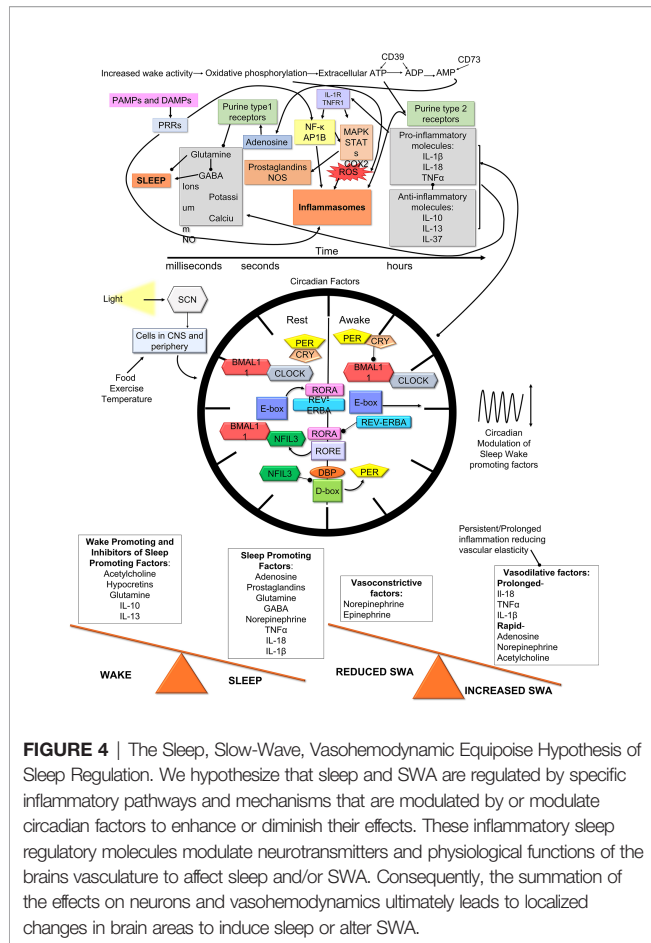 CD39
CD73
Increased wake activity Oxidative phosphorylation Extracellular ATP ADP AMP
PAMPs and DAMPs
PRRs
Purine type1
receptors
IL-1R
TNFR1
Purine type 2
receptors
NF-κ
AP1B
MAPK
STAT
s
COX2
Adenosine
Glutamine
GABA
SLEEP
Ions
Potassi
um
Calciu
m
NO
Prostaglandins
NOS
ROS
Inflammasomes
Pro-inflammatory
molecules:
IL-1β
IL-18
TNFα
Anti-inflammatory
molecules:
IL-10
IL-13
IL-37
Time
milliseconds seconds hours
Circadian Factors
Light
SCN
Cells in CNS and
periphery
Food
Exercise
Temperature
Rest Awake
PER
CRY
PER
CRY
BMAL1
1
CLOCK
BMAL1
1
CLOCK
RORA
REV-
ERBA
E-box
E-box
BMAL1
1
NFIL3
RORA
REV-ERBA
RORE
NFIL3
DBP
D-box
PER
Circadian
Modulation of
Sleep Wake
promoting factors
Wake Promoting and
Inhibitors of Sleep
Promoting Factors:
Acetylcholine
Hypocretins
Glutamine
IL-10
IL-13
Sleep Promoting
Factors:
Adenosine
Prostaglandins
Glutamine
GABA
Norepinephrine
TNFα
IL-18
IL-1β
WAKE
SLEEP
Vasoconstrictive
factors:
Norepinephrine
Epinephrine
Persistent/Prolonged
inflammation reducing
vascular elasticity
Vasodilative factors:
Prolonged-
Il-18
TNFα
IL-1β
Rapid-
Adenosine
Norepinephrine
Acetylcholine
REDUCED SWA
INCREASED SWA
FIGURE 4 | The Sleep, Slow-Wave, Vasohemodynamic Equipoise Hypothesis of
Sleep Regulation. We hypothesize that sleep and SWA are regulated by specific
inflammatory pathways and mechanisms that are modulated by or modulate
circadian factors to enhance or diminish their effects. These inflammatory sleep
regulatory molecules modulate neurotransmitters and physiological functions of the
brains vasculature to affect sleep and/or SWA. Consequently, the summation of
the effects on neurons and vasohemodynamics ultimately leads to localized
changes in brain areas to induce sleep or alter SWA.